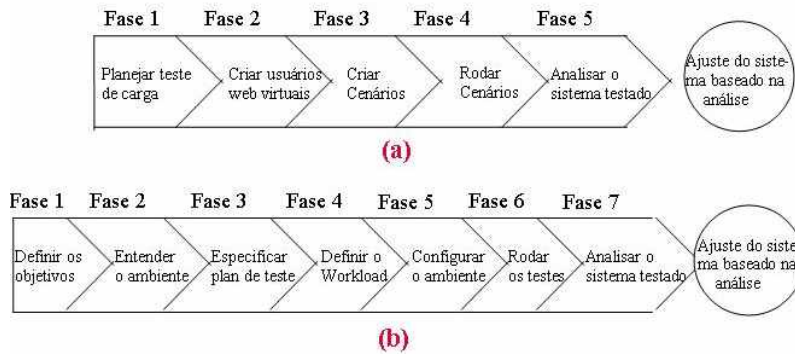 Fase 1 Fase 2 Fase 3 Fase 4 Fase 5
Planejar teste
de carga
Criar usuários
web virtuais
Criar
Cenários
Rodar
Cenários
Analisar o
sistema testado
Ajuste do siste-
ma baseado na
análise
(a)
Fase 1 Fase 2 Fase 3 Fase 4 Fase 5 Fase 6 Fase 7
Definir os
objetivos
Entender
o ambiente
Especificar
plan de teste
Definir o
Workload
Configurar
o ambiente
Rodar
os testes
Analisar o
sistema testado
Ajuste do siste-
ma baseado na
análise
(b)